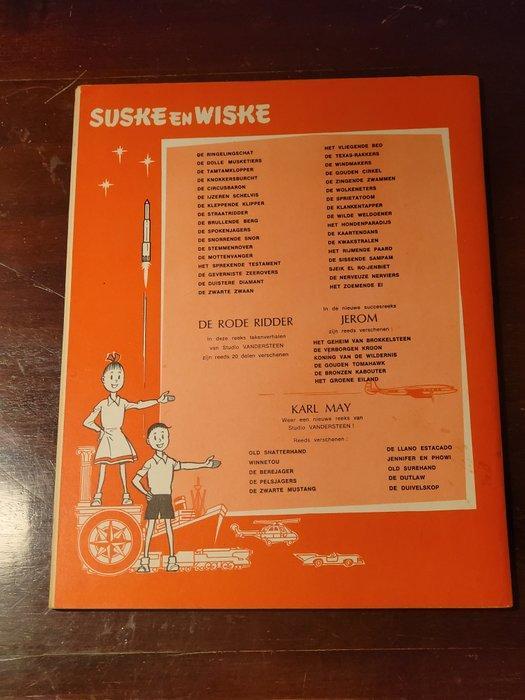 SUSKE EN WISKE
DE RINGELINGSCHAT
DE DOLLE MUSKETIERS
DE TAMTAMKLOPPER
DE KNOKKERSBURCHT
DE CIRCUSBARON
DE IJZEREN SCHELVIS
DE KLEPPENDE KLIPPER
DE STRAATRIDDER
DE BRULLENDE BERG
DE SPOKENJAGERS
DE SNORRENDE SNOR
DE STEMMENROVER
DE MOTTENVANGER
HET SPREKENDE TESTAMENT
DE GEVERNISTE ZEEROVERS
DE DUISTERE DIAMANT
DE ZWARTE ZWAAN
HET VLIEGENDE BED
DE TEXAS-RAKKERS
DE WINDMAKERS
DE GOUDEN CIRKEL
DE ZINGENDE ZWAMMEN
DE WOLKENETERS
DE SPRIETATOOM
DE KLANKENTAPPER
DE WILDE WELDOENER
HET HONDENPARADIJS
DE KAARTENDANS
DE KWAKSTRALEN
HET RIJMENDE PAARD
DE SISSENDE SAMPAM
SJEIK EL RO-JENBIET
DE NERVEUZE NERVIERS
HET ZOEMENDE EI
DE RODE RIDDER
In deze reeks taksnverhalen
van Studio VANDERSTEEN
zijn reeds 20 delen verschenen
In de nieuwe succesreeks
JEROM
zijn reeds verschenen :
HET GEHEIM VAN BROKKELSTEEN
DE VERBORGEN KROON
KONING VAN DE WILDERNIS
DE GOUDEN TOMAHAWK
DE BRONZEN KABOUTER
HET GROENE EILAND
KARL MAY
Weer een nieuwe reeks van
Studio VANDERSTEEN !
Reeds verschenen :
OLD SHATTERHAND
WINNETOU
DE BEREJAGER
DE PELSJAGERS
DE ZWARTE MUSTANG
DE LLANO ESTACADO
JENNIFER EN PHOWI
OLD SUREHAND
DE OUTLAW
DE DUIVELSKOP